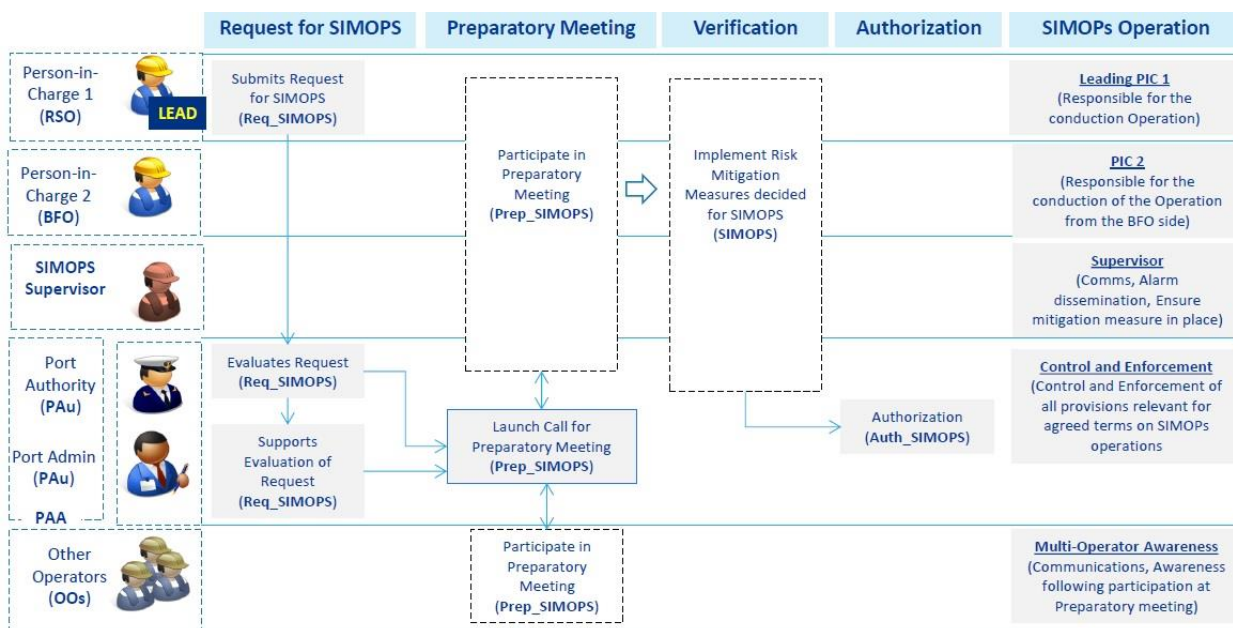 Request for SIMOPS
Preparatory Meeting
Verification
Authorization
SIMOPs Operation
Person-in-
Charge 1
(RSO)
LEAD
Submits Request
for SIMOPS
(Req_SIMOPS)
Leading PIC 1
(Responsible for the
conduction Operation)
Person-in-
Charge 2
(BFO)
Participate in
Preparatory
Meeting
(Prep_SIMOPS)
Implement Risk
Mitigation
Measures decided
for SIMOPS
(SIMOPS)
PIC 2
(Responsible for the
conduction of the Operation
from the BFO side)
SIMOPS
Supervisor
Supervisor
(Comms, Alarm
dissemination, Ensure
mitigation measure in place)
Port
Authority
(PAu)
Port Admin
(PAu)
PAA
Evaluates Request
(Req_SIMOPS)
Supports
Evaluation of
Request
(Req_SIMOPS)
Launch Call for
Preparatory Meeting
(Prep_SIMOPS)
Authorization
(Auth_SIMOPS)
Control and Enforcement
(Control and Enforcement of
all provisions relevant for
agreed terms on SIMOPs
operations
Other
Operators
(OOs)
Participate in
Preparatory
Meeting
(Prep_SIMOPS)
Multi-Operator Awareness
(Communications, Awareness
following participation at
Preparatory meeting)